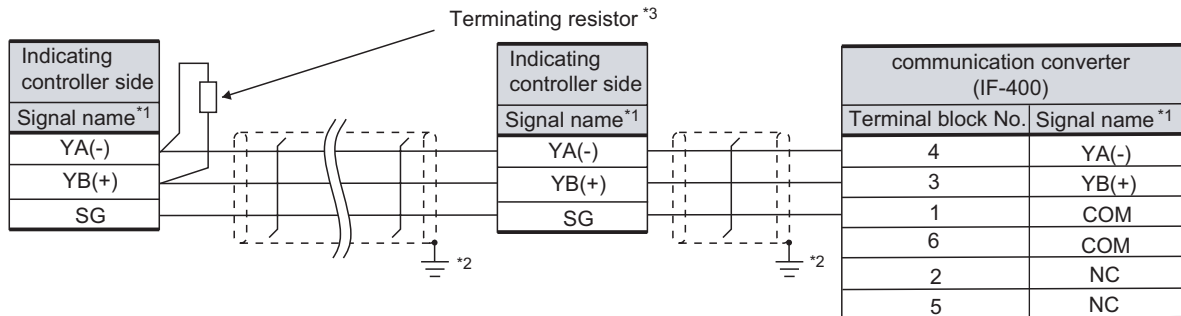 Terminating resistor *3
Indicating
controller side
Signal name*1
YA(-)
YB(+)
SG
*2
Indicating
controller side
Signal name*1
YA(-)
YB(+)
SG
*2
communication converter
(IF-400)
Terminal block No. Signal name *1
4 YA(-)
3 YB(+)
1 COM
6 COM
2 NC
5 NC